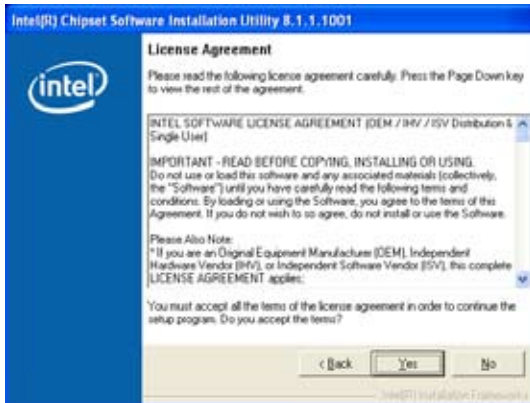 Intel(R) Chipset Software Installation Utility 8.1.1.1001
intel
License Agreement
Please read the following license agreement carefully. Press the Page Down key
to view the rest of the agreement.
INTEL SOFTWARE LICENSE AGREEMENT (OEM / IHV / ISV Distribution &
Single User)
IMPORTANT - READ BEFORE COPYING, INSTALLING OR USING.
Do not use or load this software and any associated materials (collectively,
the "Software") until you have carefully read the following terms and
conditions. By loading or using the Software, you agree to the terms of this
Agreement. If you do not wish to so agree, do not install or use the Software.
Please Also Note:
* If you are an Original Equipment Manufacturer (OEM), Independent
Hardware Vendor (IHV), or Independent Software Vendor (ISV), this complete
LICENSE AGREEMENT applies;
You must accept all the terms of the license agreement in order to continue the
setup program. Do you accept the terms?
< Back
Yes
No
Intel(R) Installation Framework